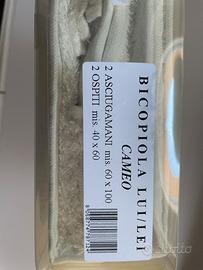 BICOPIOLA LUI/LEI
CAMEO
2 ASCIUGAMANI mis. 60 x 100
2 OSPITI mis. 40 x 60